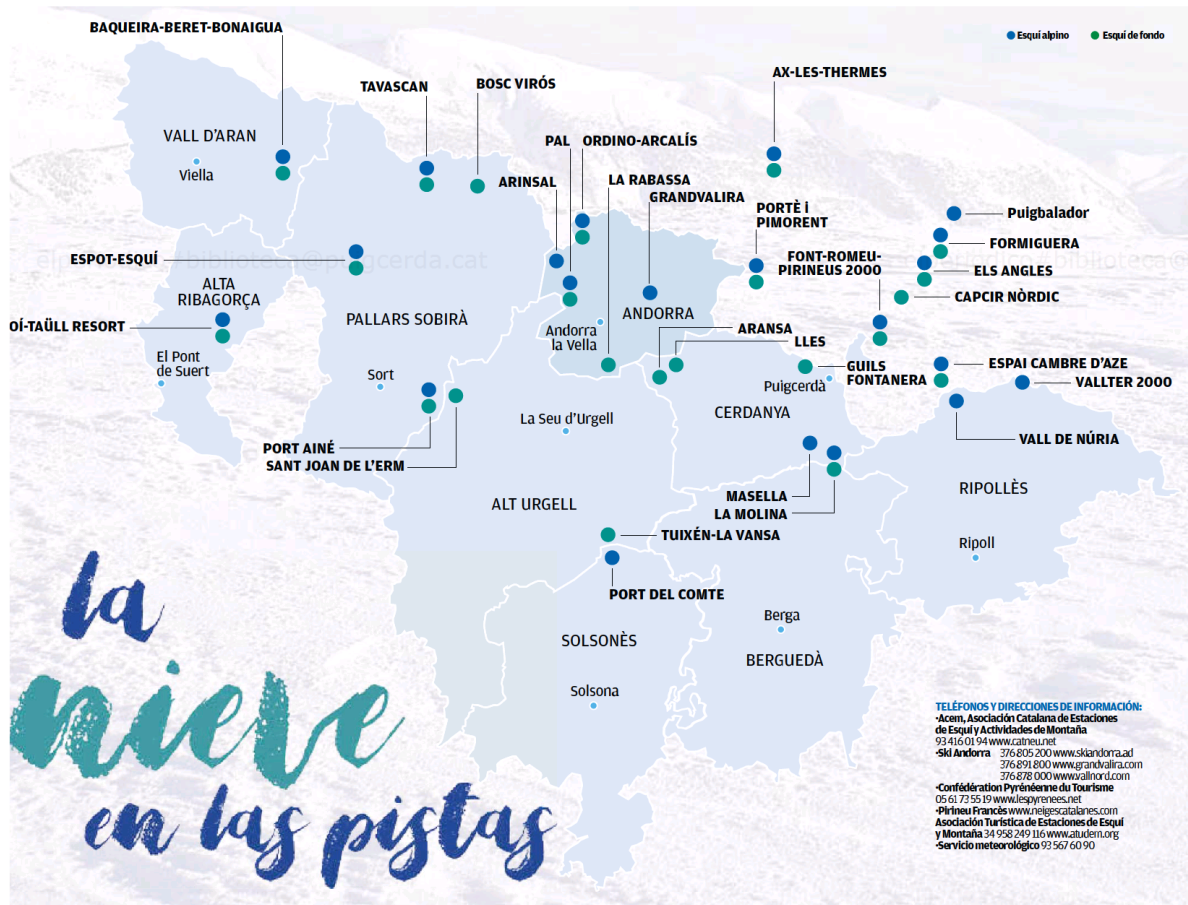 BAQUEIRA-BERET-BONAIGUA
Esquí alpino
Esquí de fondo
TAVASCAN
BOSC VIRÓS
AX-LES-THERMES
VALL D'ARAN
Viella
PAL
ORDINO-ARCALÍS
ARINSAL
LA RABASSA
GRANDVALIRA
PORTÈ i
PIMORENT
Puigbalador
FORMIGUERA
ESPOT-ESQUÍ
FONT-ROMEU-
PIRINEUS 2000
ELS ANGLES
ALTA
RIBAGORÇA
CAPCIR NÒRDIC
OÍ-TAÜLL RESORT
PALLARS SOBIRÀ
ANDORRA
Andorra
la Vella
ARANSA
LLES
El Pont
de Suert
Sort
GUILS
FONTANERA
Puigcerdà
ESPAI CAMBRE D'AZE
VALLTER 2000
La Seu d'Urgell
CERDANYA
VALL DE NÚRIA
PORT AINÉ
SANT JOAN DE L'ERM
ALT URGELL
MASELLA
LA MOLINA
RIPOLLÈS
TUIXÉN-LA VANSA
Ripoll
PORT DEL COMTE
la
nieve
en las pistas
SOLSONÈS
Berga
BERGUEDÀ
Solsona
TELÉFONOS Y DIRECCIONES DE INFORMACIÓN:
•Acem, Asociación Catalana de Estaciones
de Esquí y Actividades de Montaña
93 416 01 94 www.catneu.net
•Ski Andorra 376 805 200 www.skiandorra.ad
376 891 800 www.grandvalira.com
376 878 000 www.vallnord.com
•Confédération Pyrénéenne du Tourisme
05 61 73 55 19 www.lespyrenees.net
•Pirineu Francès www.neigescatalanes.com
Asociación Turística de Estaciones de Esquí
y Montaña 34 958 249 116 www.atudem.org
•Servicio meteorológico 93 567 60 90